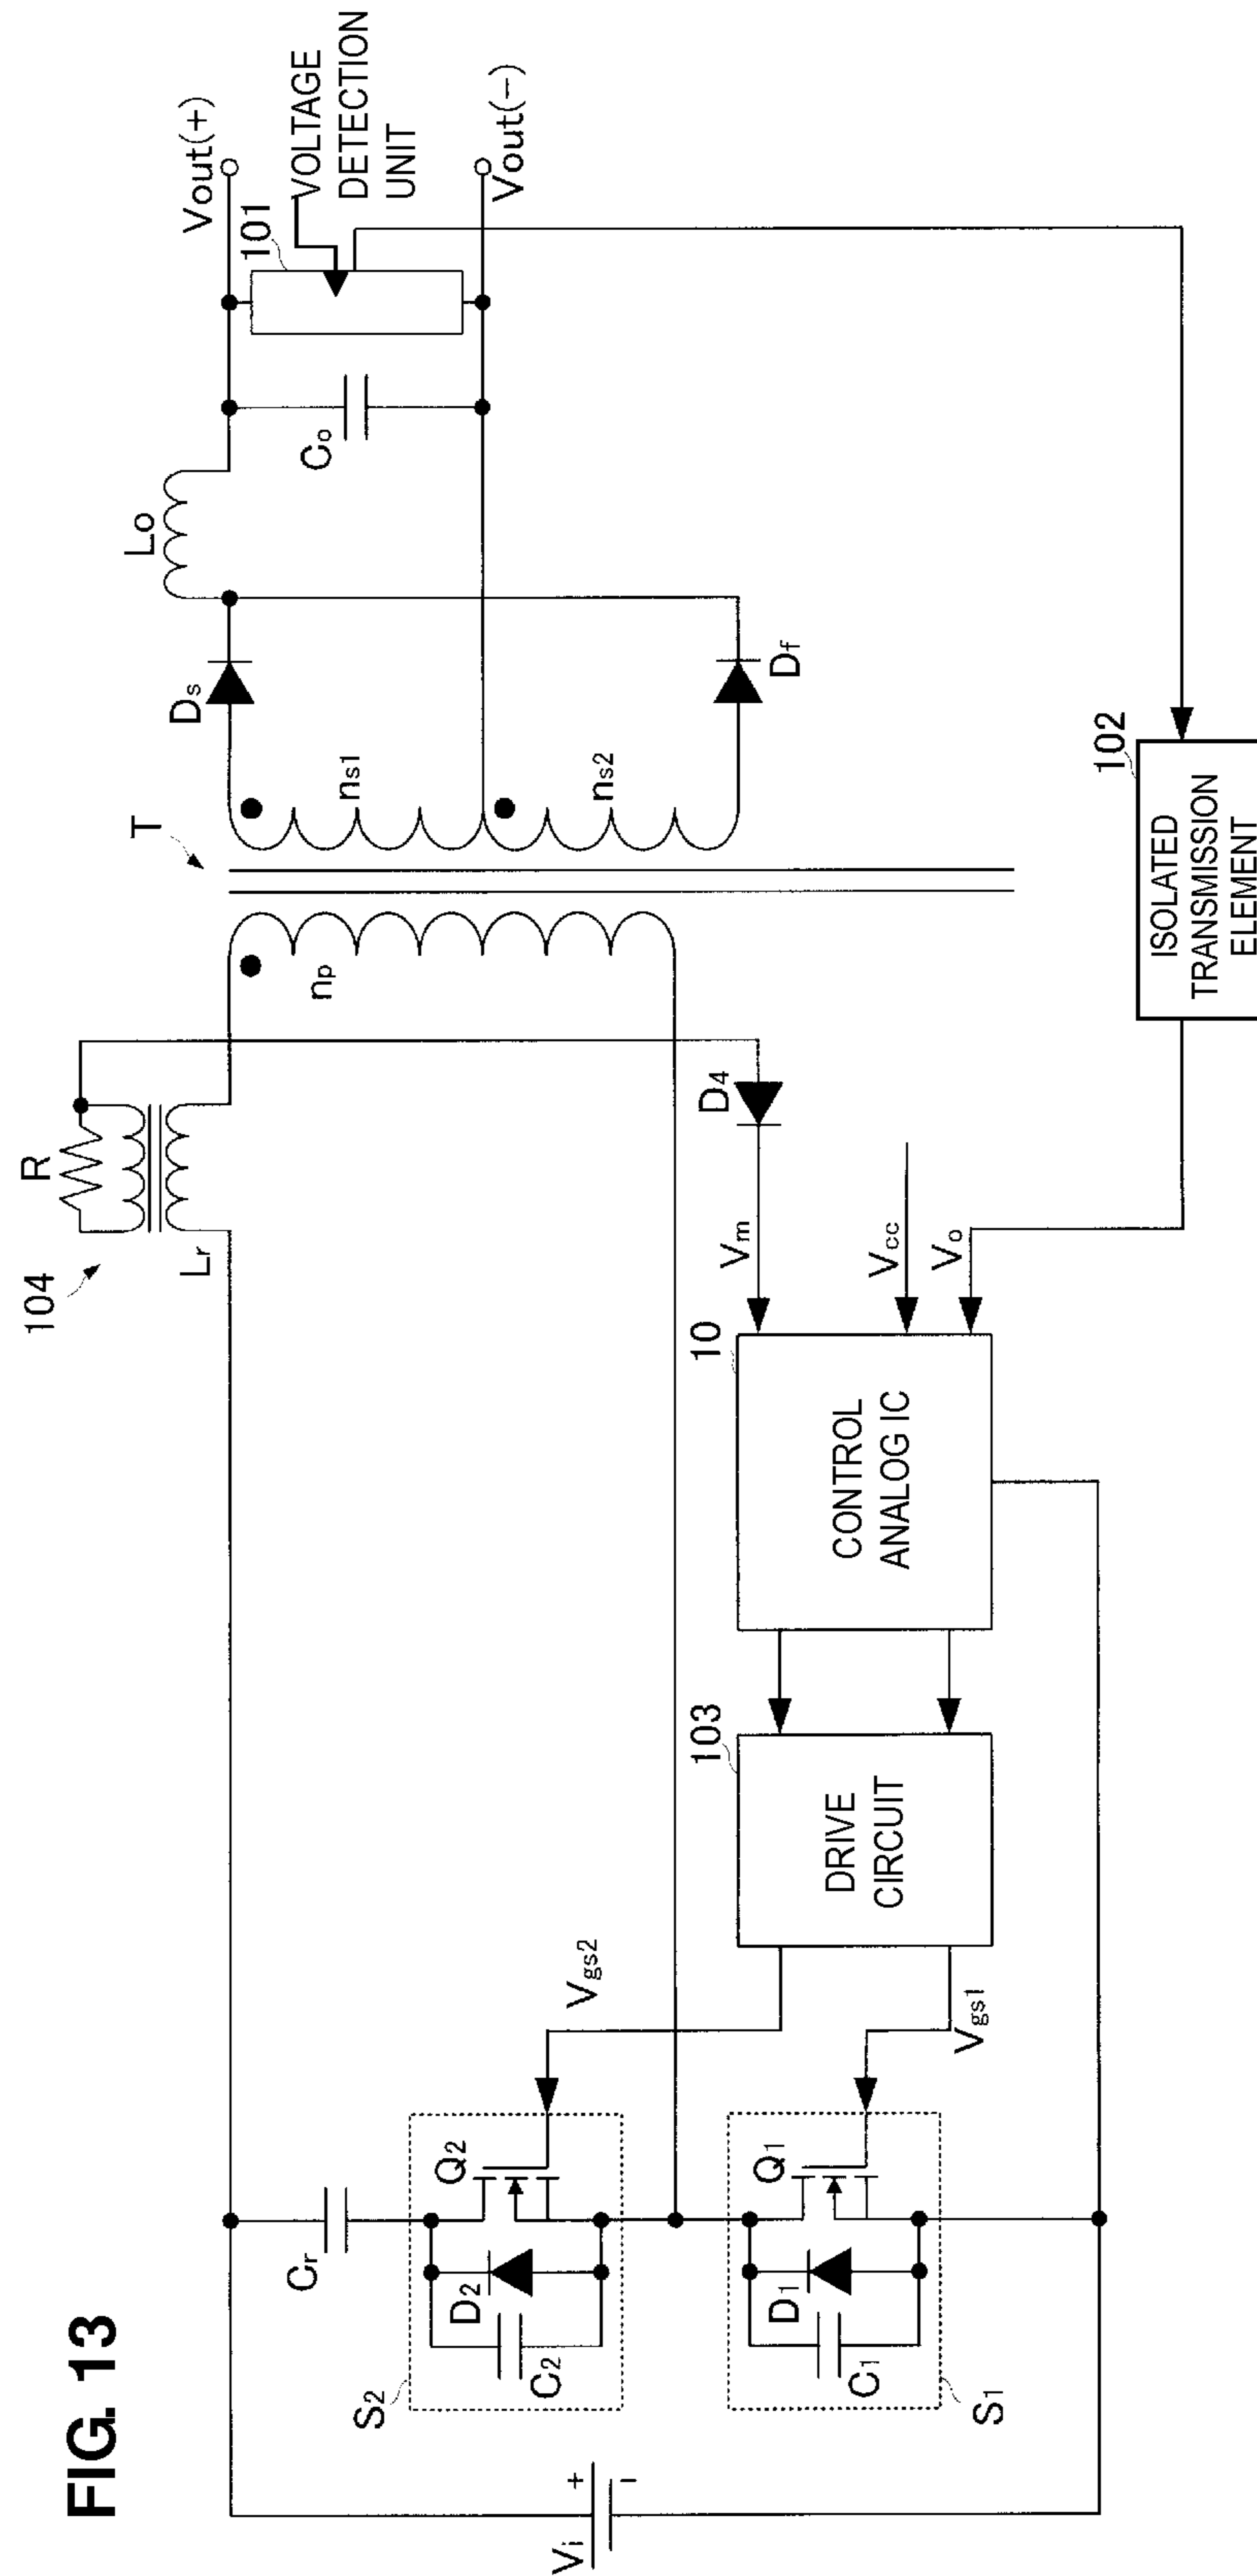 FIG. 13
104
R
Lr
T
np
ns1
ns2
Ds
Df
Lo
Co
Vout(+)
101
VOLTAGE
DETECTION
UNIT
Vout(-)
Vi
+
-
Cr
S2
Q2
D2
C2
Vgs2
S1
Q1
D1
C1
Vgs1
103
DRIVE
CIRCUIT
10
CONTROL
ANALOG IC
Vm
D4
Vcc
Vo
102
ISOLATED
TRANSMISSION
ELEMENT